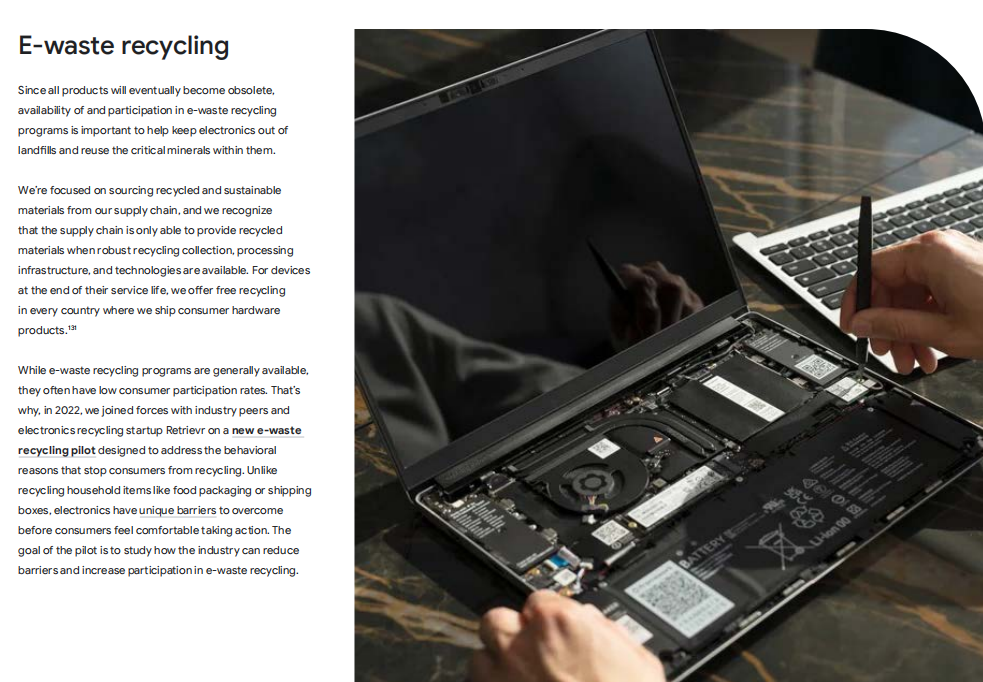 E-waste recycling
Since all products will eventually become obsolete,
availability of and participation in e-waste recycling
programs is important to help keep electronics out of
landfills and reuse the critical minerals within them.
We're focused on sourcing recycled and sustainable
materials from our supply chain, and we recognize
that the supply chain is only able to provide recycled
materials when robust recycling collection, processing
infrastructure, and technologies are available. For devices
at the end of their service life, we offer free recycling
in every country where we ship consumer hardware
products.¹³¹
While e-waste recycling programs are generally available,
they often have low consumer participation rates. That's
why, in 2022, we joined forces with industry peers and
electronics recycling startup Retrievr on a new e-waste
recycling pilot designed to address the behavioral
reasons that stop consumers from recycling. Unlike
recycling household items like food packaging or shipping
boxes, electronics have unique barriers to overcome
before consumers feel comfortable taking action. The
goal of the pilot is to study how the industry can reduce
barriers and increase participation in e-waste recycling.
BATTERY
Li-ion 00